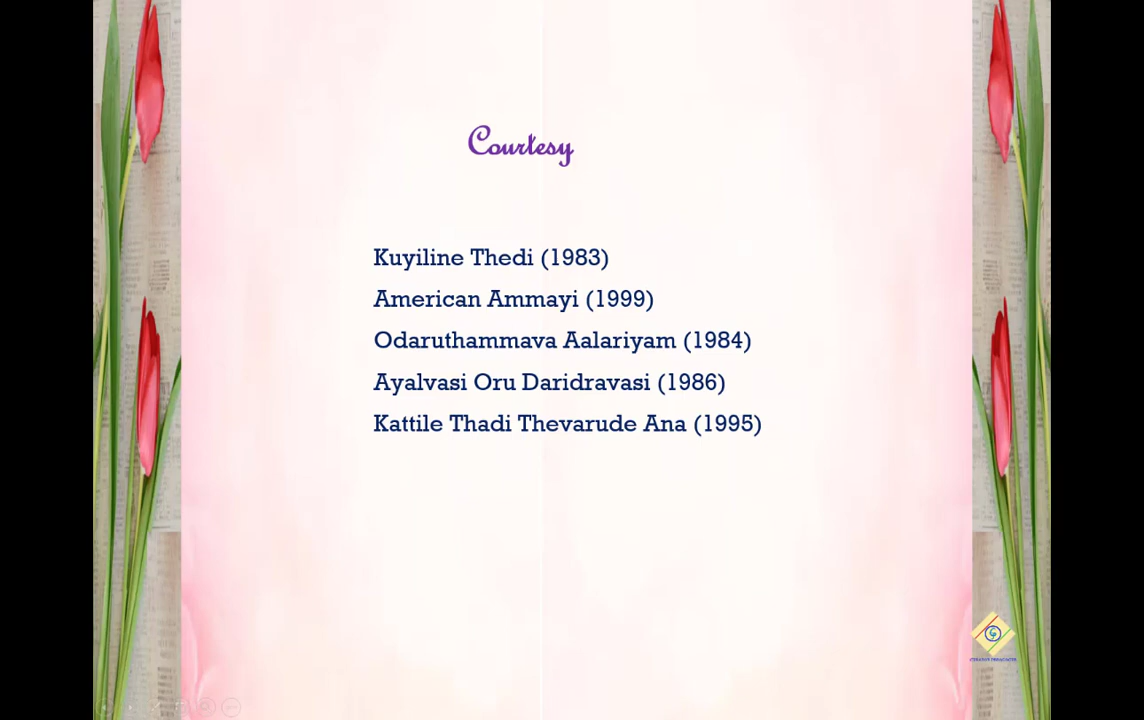 Courtesy
Kuyiline Thedi (1983)
American Ammayi (1999)
Odaruthammava Aalariyam (1984)
Ayalvasi Oru Daridravasi (1986)
Kattile Thadi Thevarude Ana (1995)